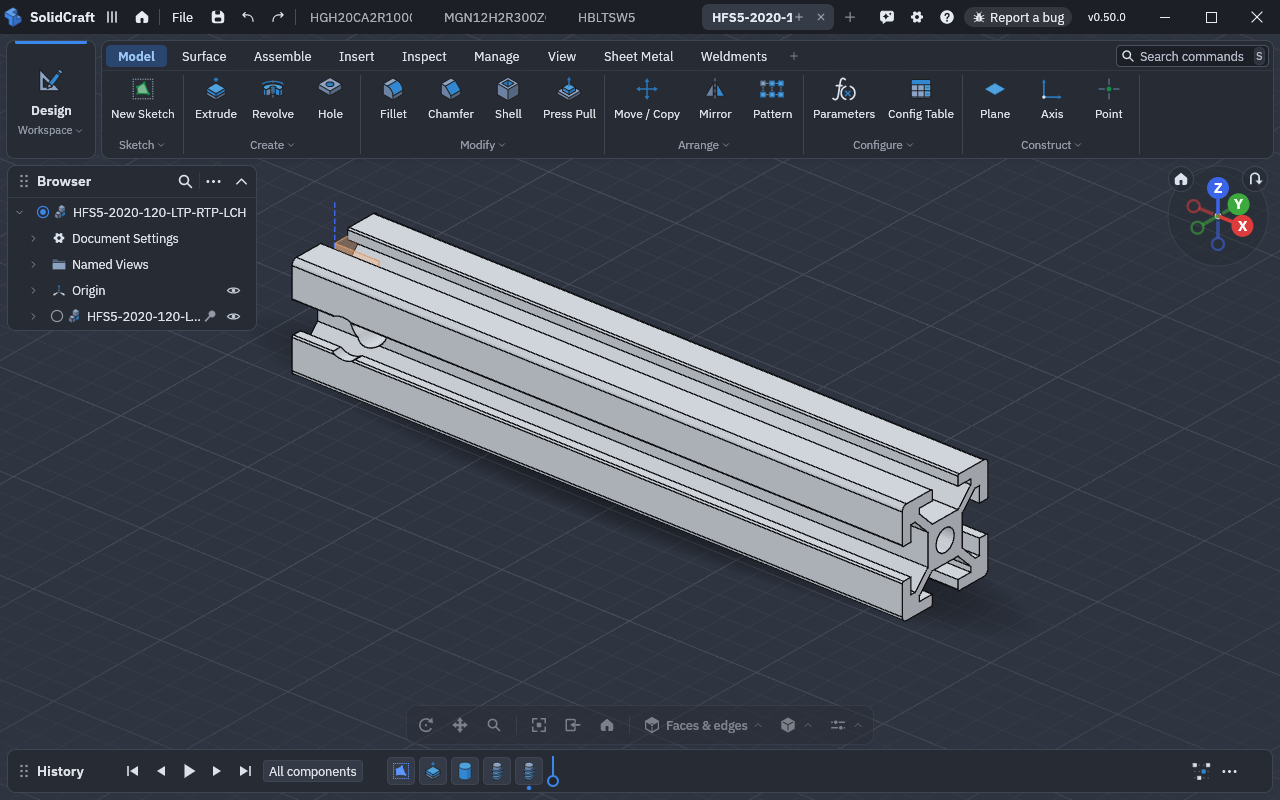 SolidCraft
File
HGH20CA2R100
MGN12H2R300Z
HBLTSW5
HFS5-2020-1
Report a bug
v0.50.0
Design
Workspace
Model
Surface
Assemble
Insert
Inspect
Manage
View
Sheet Metal
Weldments
Search commands
S
New Sketch
Extrude
Revolve
Hole
Fillet
Chamfer
Shell
Press Pull
Move / Copy
Mirror
Pattern
Parameters
Config Table
Plane
Axis
Point
Sketch
Create
Modify
Arrange
Configure
Construct
Browser
HFS5-2020-120-LTP-RTP-LCH
Document Settings
Named Views
Origin
HFS5-2020-120-L...
Z
Y
X
Faces & edges
History
All components